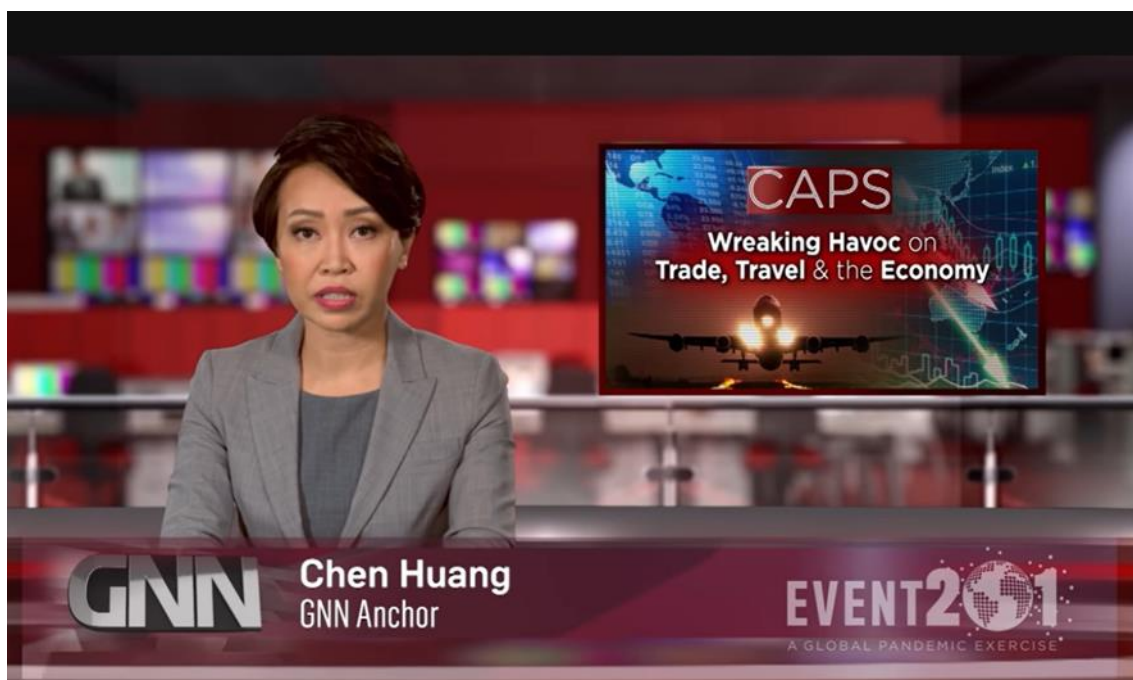 CAPS
Wreaking Havoc on
Trade, Travel & the Economy
GNN
Chen Huang
GNN Anchor
EVENT201
A GLOBAL PANDEMIC EXERCISE